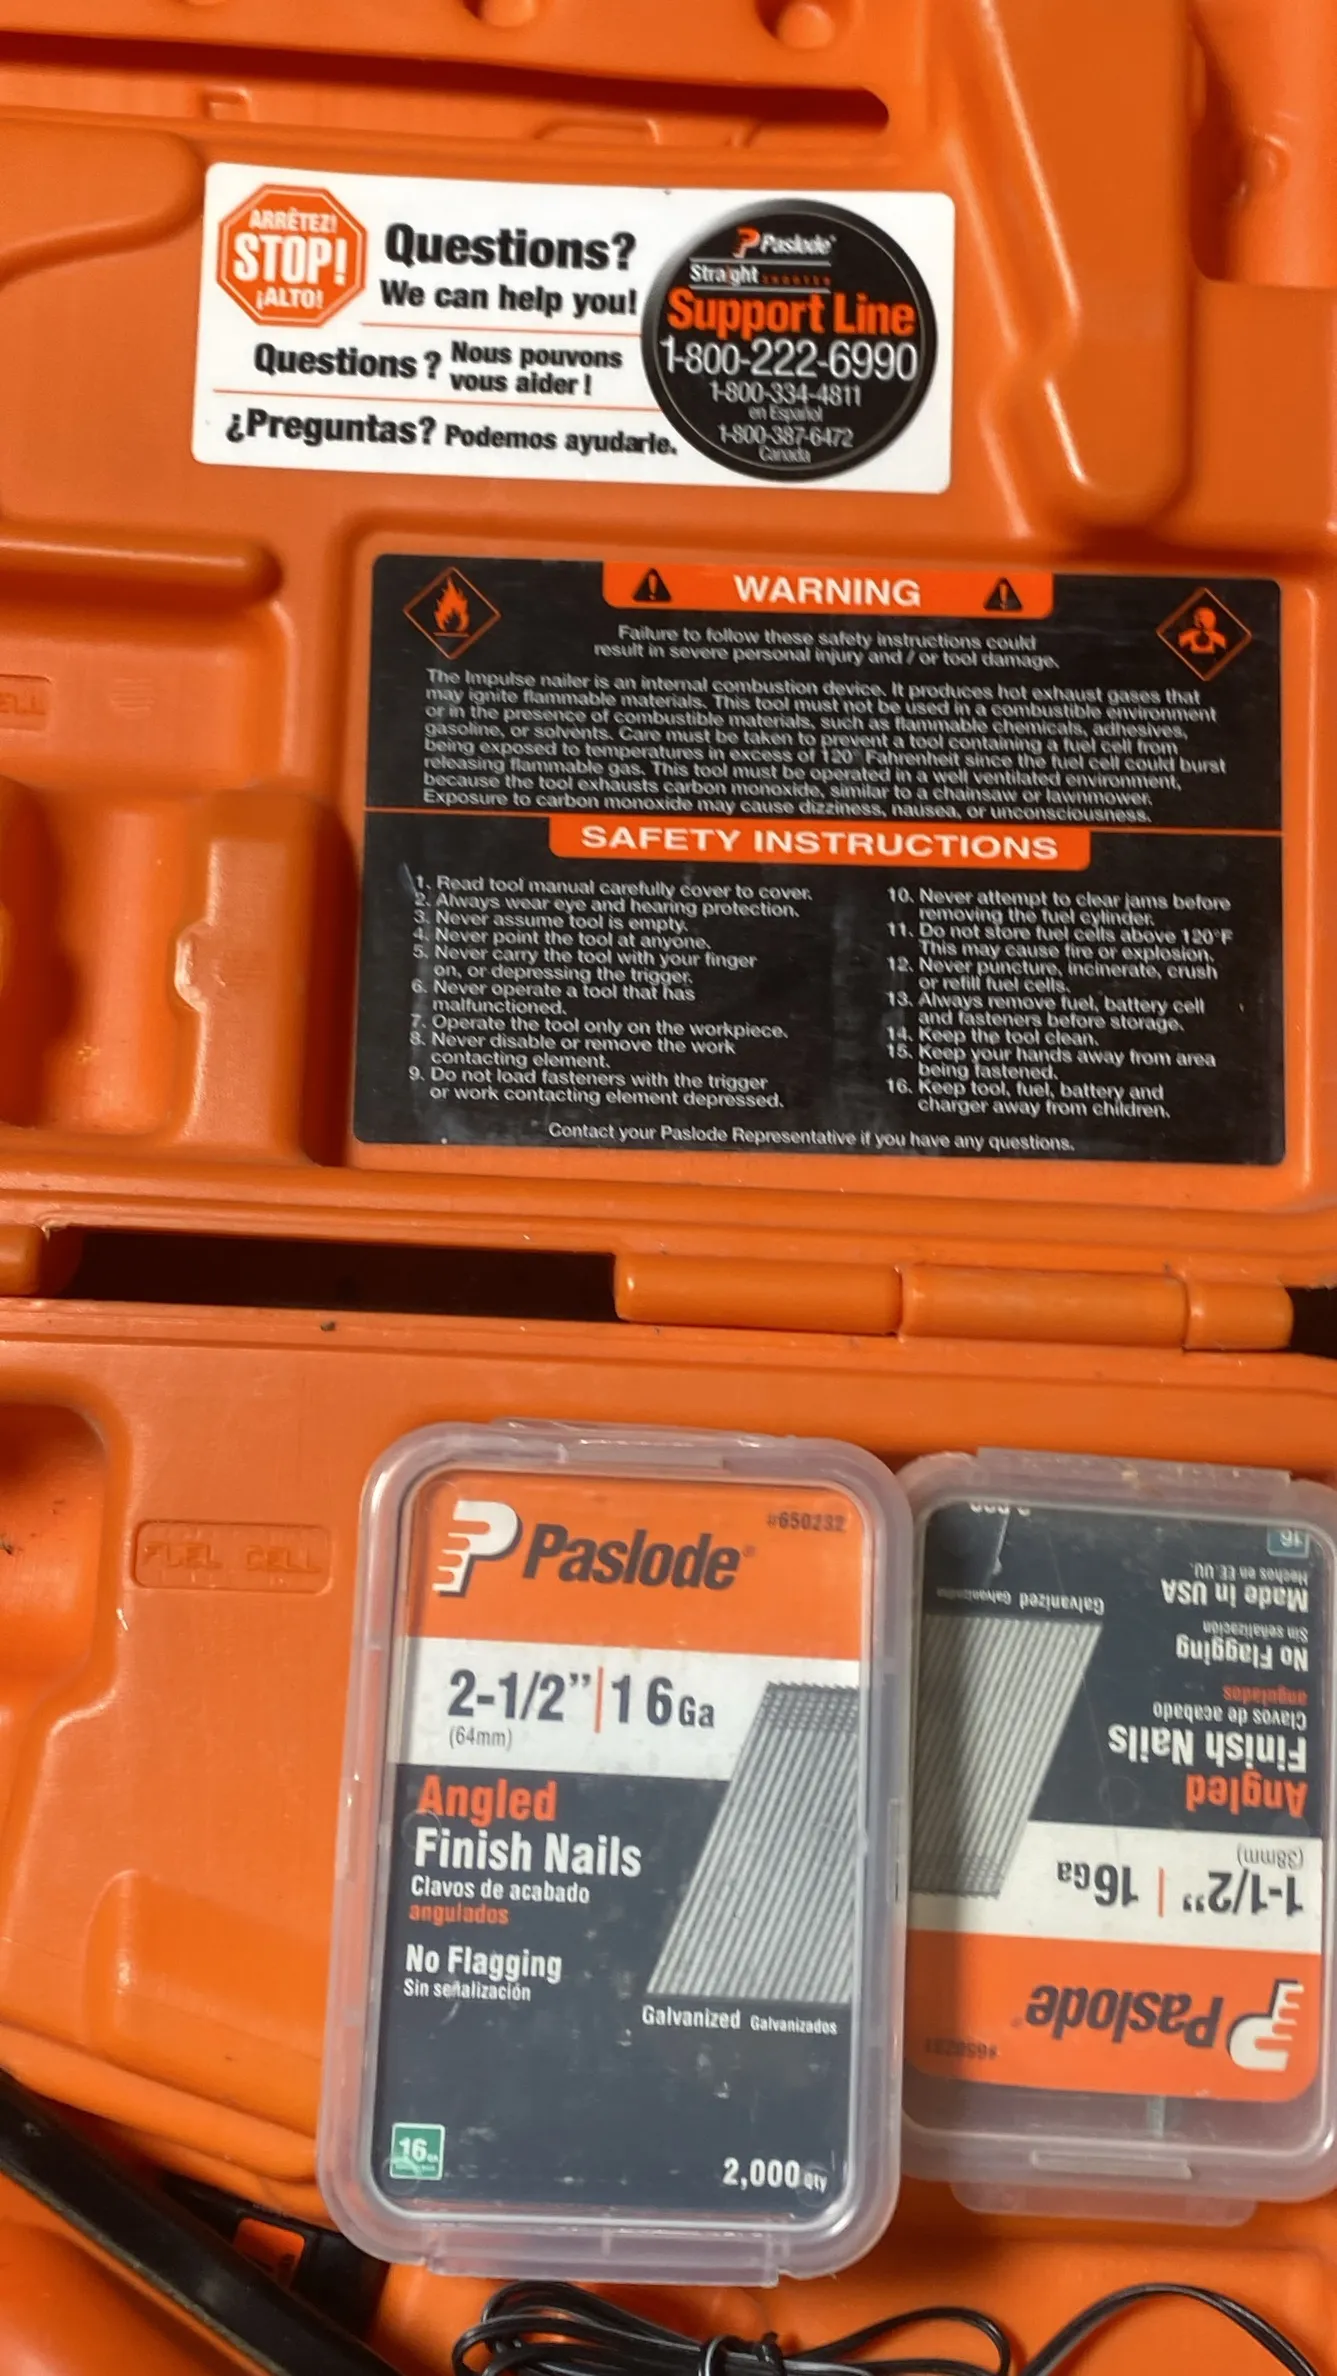 ARRÊTEZ!
STOP!
¡ALTO!
Questions?
We can help you!
Questions ? Nous pouvons
vous aider !
¿Preguntas? Podemos ayudarle.
Paslode
Straight
Support Line
1-800-222-6990
1-800-334-4811
en Español
1-800-387-6472
Canada
WARNING
Failure to follow these safety instructions could
result in severe personal injury and / or tool damage.
The Impulse nailer is an internal combustion device. It produces hot exhaust gases that
may ignite flammable materials. This tool must not be used in a combustible environment
or in the presence of combustible materials, such as flammable chemicals, adhesives,
gasoline, or solvents. Care must be taken to prevent a tool containing a fuel cell from
being exposed to temperatures in excess of 120° Fahrenheit since the fuel cell could burst
releasing flammable gas. This tool must be operated in a well ventilated environment,
because the tool exhausts carbon monoxide, similar to a chainsaw or lawnmower.
Exposure to carbon monoxide may cause dizziness, nausea, or unconsciousness.
SAFETY INSTRUCTIONS
1. Read tool manual carefully cover to cover.
2. Always wear eye and hearing protection.
3. Never assume tool is empty.
4. Never point the tool at anyone.
5. Never carry the tool with your finger
on, or depressing the trigger.
6. Never operate a tool that has
malfunctioned.
7. Operate the tool only on the workpiece.
8. Never disable or remove the work
contacting element.
9. Do not load fasteners with the trigger
or work contacting element depressed.
10. Never attempt to clear jams before
removing the fuel cylinder.
11. Do not store fuel cells above 120°F
This may cause fire or explosion.
12. Never puncture, incinerate, crush
or refill fuel cells.
13. Always remove fuel, battery cell
and fasteners before storage.
14. Keep the tool clean.
15. Keep your hands away from area
being fastened.
16. Keep tool, fuel, battery and
charger away from children.
Contact your Paslode Representative if you have any questions.
FUEL CELL
Paslode
#650232
2-1/2" | 16Ga
(64mm)
Angled
Finish Nails
Clavos de acabado
angulados
No Flagging
Sin señalización
Galvanized Galvanizados
16GA
2,000 Qty
Paslode
#650231
1-1/2" | 16Ga
(38mm)
Angled
Finish Nails
Clavos de acabado
angulados
No Flagging
Sin señalización
Made in USA
Hechos en EE.UU.
Galvanized Galvanizados
16